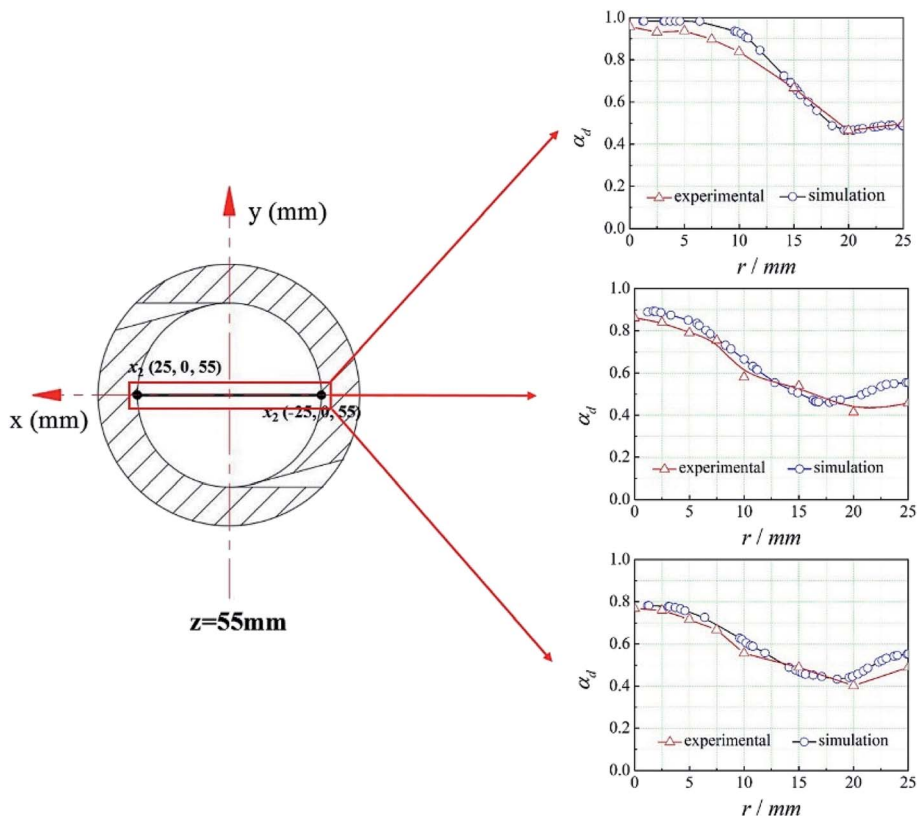 y (mm)
x₂ (25, 0, 55)
x (mm)
x₂ (-25, 0, 55)
z=55mm
1.0
0.8
0.6
0.4
0.2
0.0
α_d
experimental simulation
0 5 10 15 20 25
r / mm
1.0
0.8
0.6
0.4
0.2
0.0
α_d
experimental simulation
0 5 10 15 20 25
r / mm
1.0
0.8
0.6
0.4
0.2
0.0
α_d
experimental simulation
0 5 10 15 20 25
r / mm